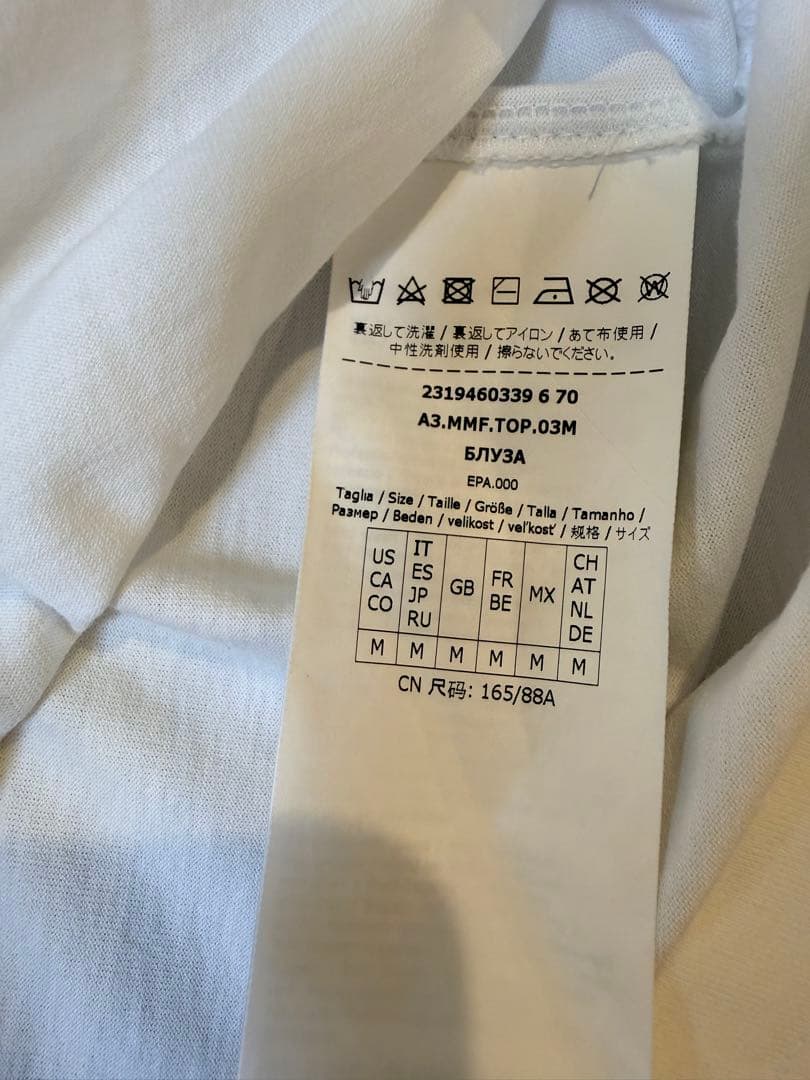 裏返して洗濯 / 裏返してアイロン / あて布使用 /
中性洗剤使用 / 擦らないでください。
2319460339 6 70
A3.MMF.TOP.03M
БЛУЗА
EPA.000
Taglia / Size / Taille / Größe / Talla / Tamanho /
Размер / Beden / velikost / veľkosť / 规格 / サイズ
US CA CO IT ES JP RU GB FR BE MX CH AT NL DE
M M M M M M
CN 尺码: 165/88A